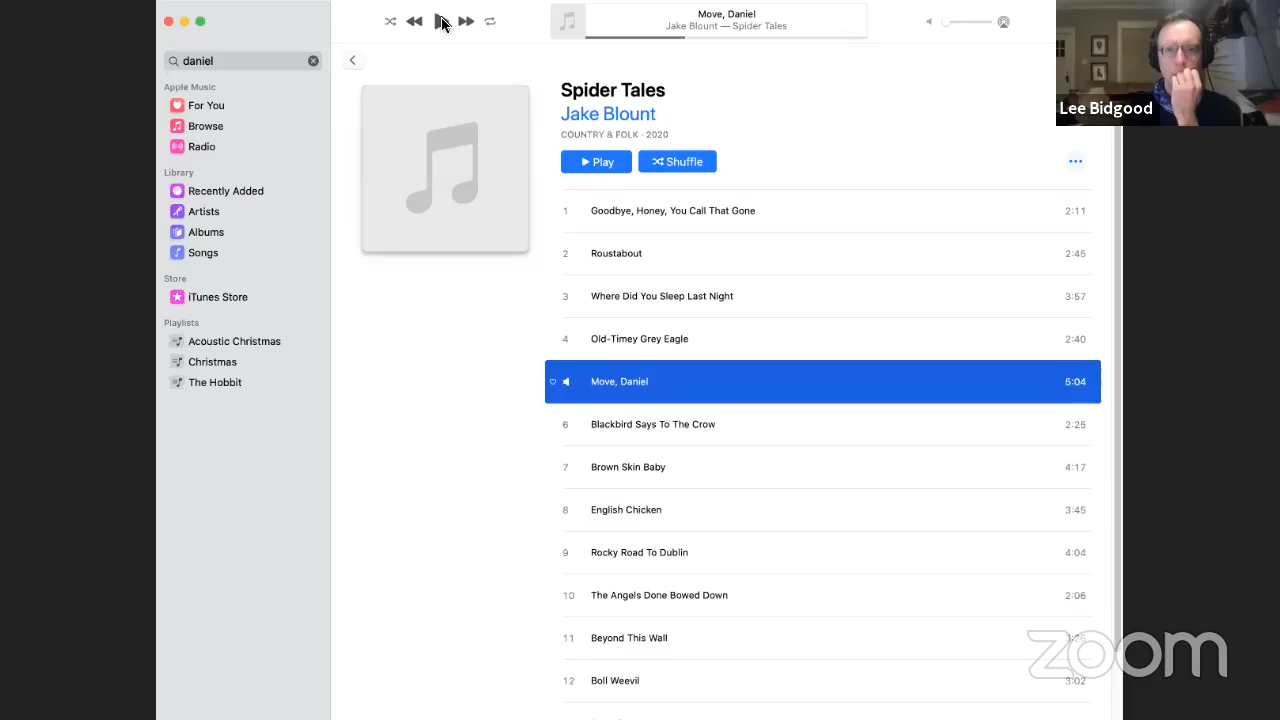 Move, Daniel
Jake Blount — Spider Tales
daniel
Apple Music
For You
Browse
Radio
Library
Recently Added
Artists
Albums
Songs
Store
iTunes Store
Playlists
Acoustic Christmas
Christmas
The Hobbit
Spider Tales
Jake Blount
COUNTRY & FOLK · 2020
Play
Shuffle
1 Goodbye, Honey, You Call That Gone 2:11
2 Roustabout 2:45
3 Where Did You Sleep Last Night 3:57
4 Old-Timey Grey Eagle 2:40
Move, Daniel 5:04
6 Blackbird Says To The Crow 2:25
7 Brown Skin Baby 4:17
8 English Chicken 3:45
9 Rocky Road To Dublin 4:04
10 The Angels Done Bowed Down 2:06
11 Beyond This Wall
12 Boll Weevil 3:02
Lee Bidgood
zoom